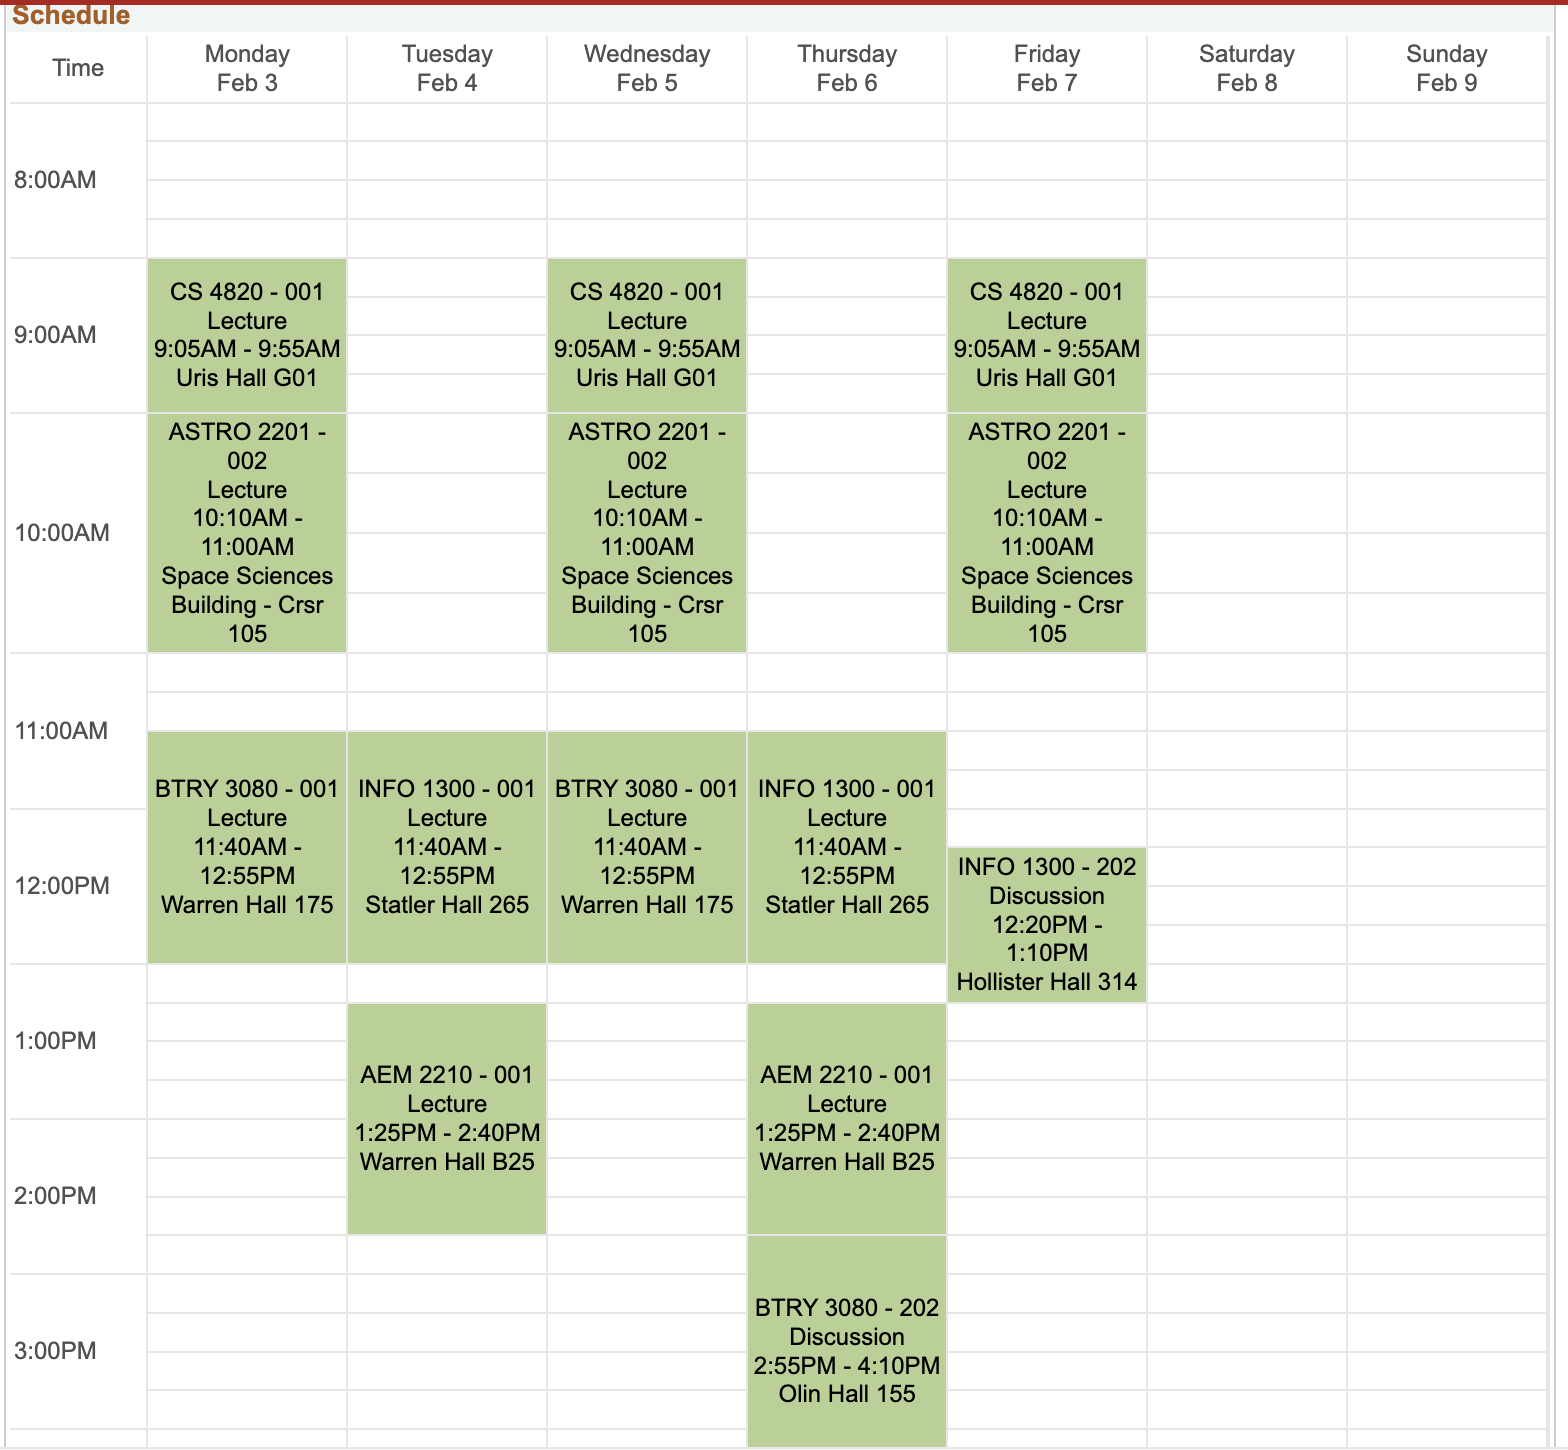 Schedule
Time
Monday
Feb 3
Tuesday
Feb 4
Wednesday
Feb 5
Thursday
Feb 6
Friday
Feb 7
Saturday
Feb 8
Sunday
Feb 9
8:00AM
9:00AM
CS 4820 - 001
Lecture
9:05AM - 9:55AM
Uris Hall G01
CS 4820 - 001
Lecture
9:05AM - 9:55AM
Uris Hall G01
CS 4820 - 001
Lecture
9:05AM - 9:55AM
Uris Hall G01
10:00AM
ASTRO 2201 -
002
Lecture
10:10AM -
11:00AM
Space Sciences
Building - Crsr
105
ASTRO 2201 -
002
Lecture
10:10AM -
11:00AM
Space Sciences
Building - Crsr
105
ASTRO 2201 -
002
Lecture
10:10AM -
11:00AM
Space Sciences
Building - Crsr
105
11:00AM
BTRY 3080 - 001
Lecture
11:40AM -
12:55PM
Warren Hall 175
INFO 1300 - 001
Lecture
11:40AM -
12:55PM
Statler Hall 265
BTRY 3080 - 001
Lecture
11:40AM -
12:55PM
Warren Hall 175
INFO 1300 - 001
Lecture
11:40AM -
12:55PM
Statler Hall 265
12:00PM
INFO 1300 - 202
Discussion
12:20PM -
1:10PM
Hollister Hall 314
1:00PM
AEM 2210 - 001
Lecture
1:25PM - 2:40PM
Warren Hall B25
AEM 2210 - 001
Lecture
1:25PM - 2:40PM
Warren Hall B25
2:00PM
BTRY 3080 - 202
Discussion
2:55PM - 4:10PM
Olin Hall 155
3:00PM